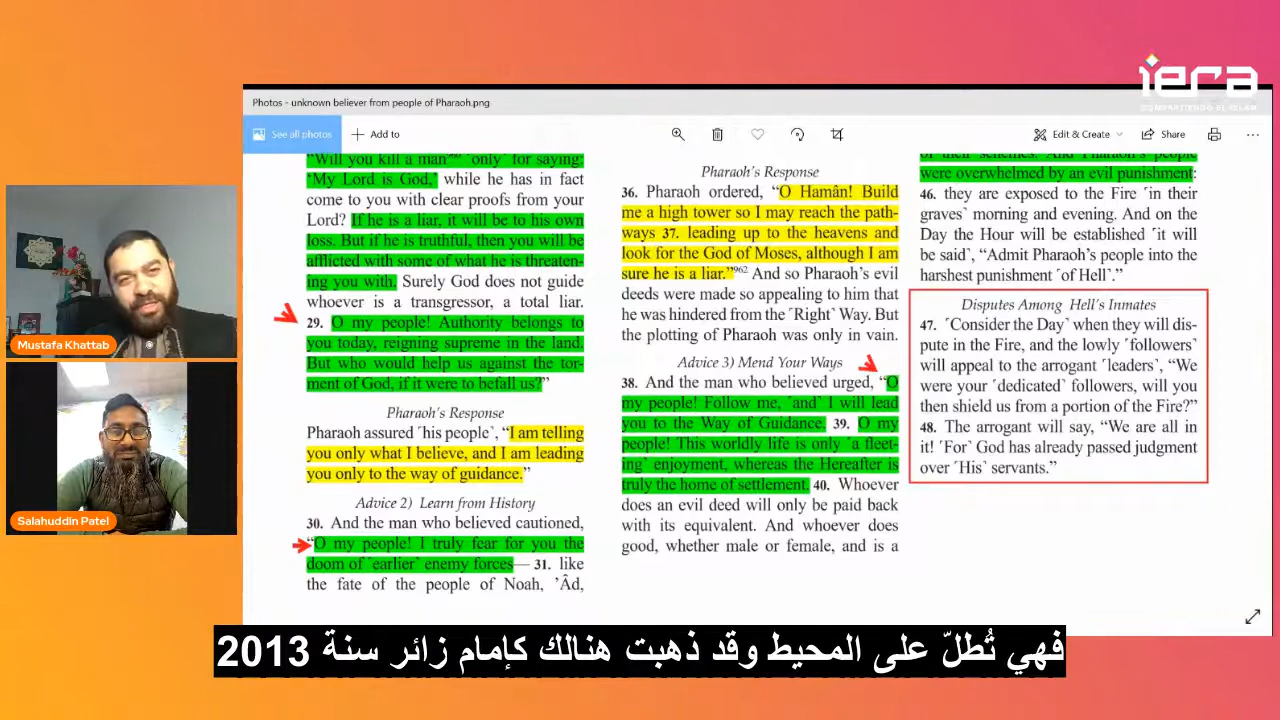 iera
COMPARTIENDO EL ISLAM
Photos - unknown believer from people of Pharaoh.png
See all photos
Add to
Edit & Create
Share
Mustafa Khattab
Salahuddin Patel
“Will you kill a man⁹⁶⁰ ˹only˺ for saying:
‘My Lord is God,’ while he has in fact
come to you with clear proofs from your
Lord? If he is a liar, it will be to his own
loss. But if he is truthful, then you will be
afflicted with some of what he is threaten-
ing you with. Surely God does not guide
whoever is a transgressor, a total liar.
29. O my people! Authority belongs to
you today, reigning supreme in the land.
But who would help us against the tor-
ment of God, if it were to befall us?”
Pharaoh's Response
Pharaoh assured ˹his people˺, “I am telling
you only what I believe, and I am leading
you only to the way of guidance.”
Advice 2) Learn from History
30. And the man who believed cautioned,
“O my people! I truly fear for you the
doom of ˹earlier˺ enemy forces— 31. like
the fate of the people of Noah, ’Âd,
Pharaoh's Response
36. Pharaoh ordered, “O Hamân! Build
me a high tower so I may reach the path-
ways 37. leading up to the heavens and
look for the God of Moses, although I am
sure he is a liar.”⁹⁶² And so Pharaoh's evil
deeds were made so appealing to him that
he was hindered from the ˹Right˺ Way. But
the plotting of Pharaoh was only in vain.
Advice 3) Mend Your Ways
38. And the man who believed urged, “O
my people! Follow me, ˹and˺ I will lead
you to the Way of Guidance. 39. O my
people! This worldly life is only ˹a fleet-
ing˺ enjoyment, whereas the Hereafter is
truly the home of settlement. 40. Whoever
does an evil deed will only be paid back
with its equivalent. And whoever does
good, whether male or female, and is a
of their schemes. And Pharaoh's people
were overwhelmed by an evil punishment:
46. they are exposed to the Fire ˹in their
graves˺ morning and evening. And on the
Day the Hour will be established ˹it will
be said˺, “Admit Pharaoh's people into the
harshest punishment ˹of Hell˺.”
Disputes Among Hell's Inmates
47. ˹Consider the Day˺ when they will dis-
pute in the Fire, and the lowly ˹followers˺
will appeal to the arrogant ˹leaders˺, “We
were your ˹dedicated˺ followers, will you
then shield us from a portion of the Fire?”
48. The arrogant will say, “We are all in
it! ˹For˺ God has already passed judgment
over ˹His˺ servants.”
فهي تُطلّ على المحيط وقد ذهبت هنالك كإمام زائر سنة 2013